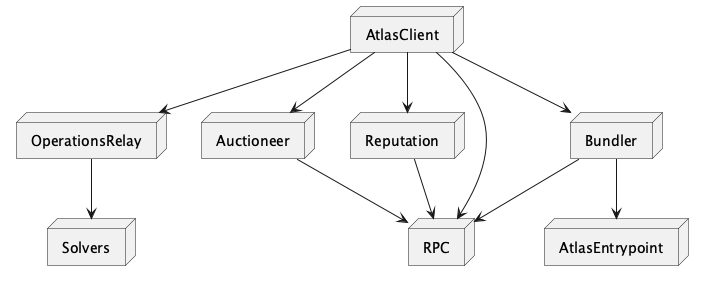 AtlasClient
OperationsRelay
Auctioneer
Reputation
Bundler
Solvers
RPC
AtlasEntrypoint